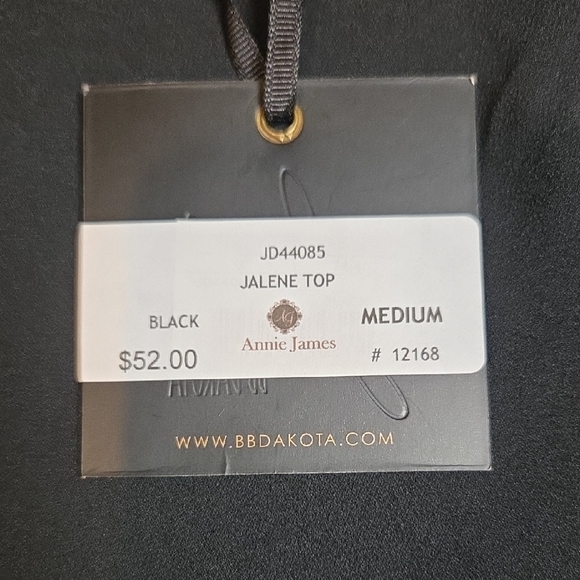 JD44085
JALENE TOP
BLACK
MEDIUM
Annie James
$52.00
# 12168
WWW.BBDAKOTA.COM